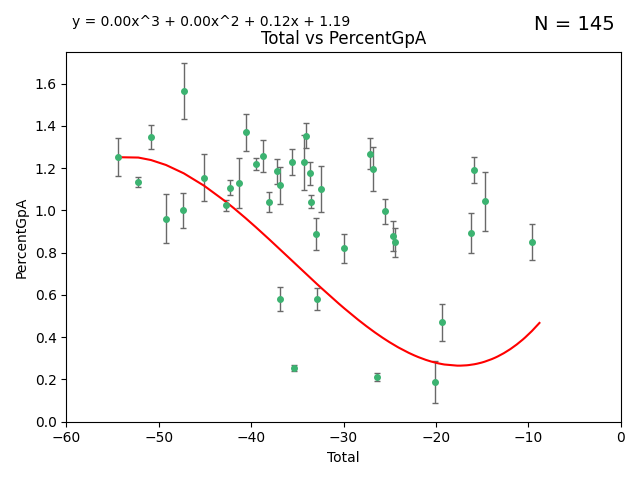 y = 0.00x^3 + 0.00x^2 + 0.12x + 1.19
N = 145
Total vs PercentGpA
PercentGpA
1.6
1.4
1.2
1.0
0.8
0.6
0.4
0.2
0.0
−60 −50 −40 −30 −20 −10 0
Total